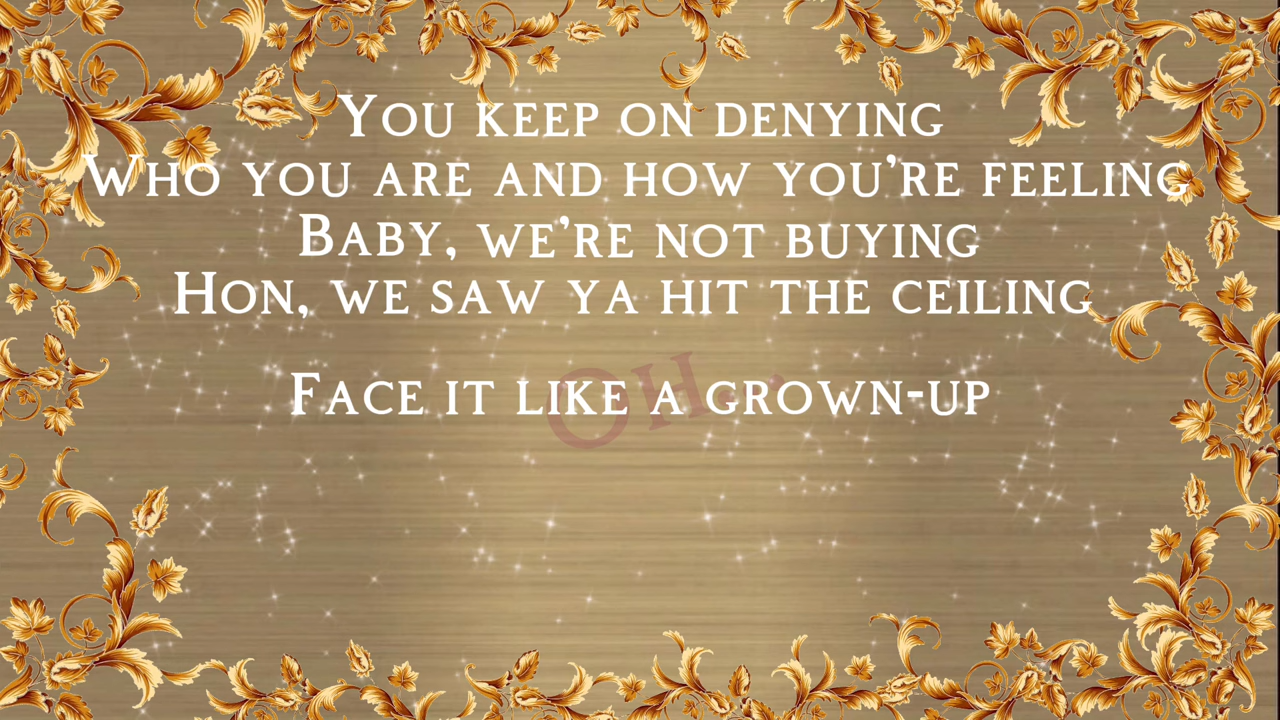 You keep on denying
Who you are and how you're feeling
Baby, we're not buying
Hon, we saw ya hit the ceiling
Face it like a grown-up
Oh...